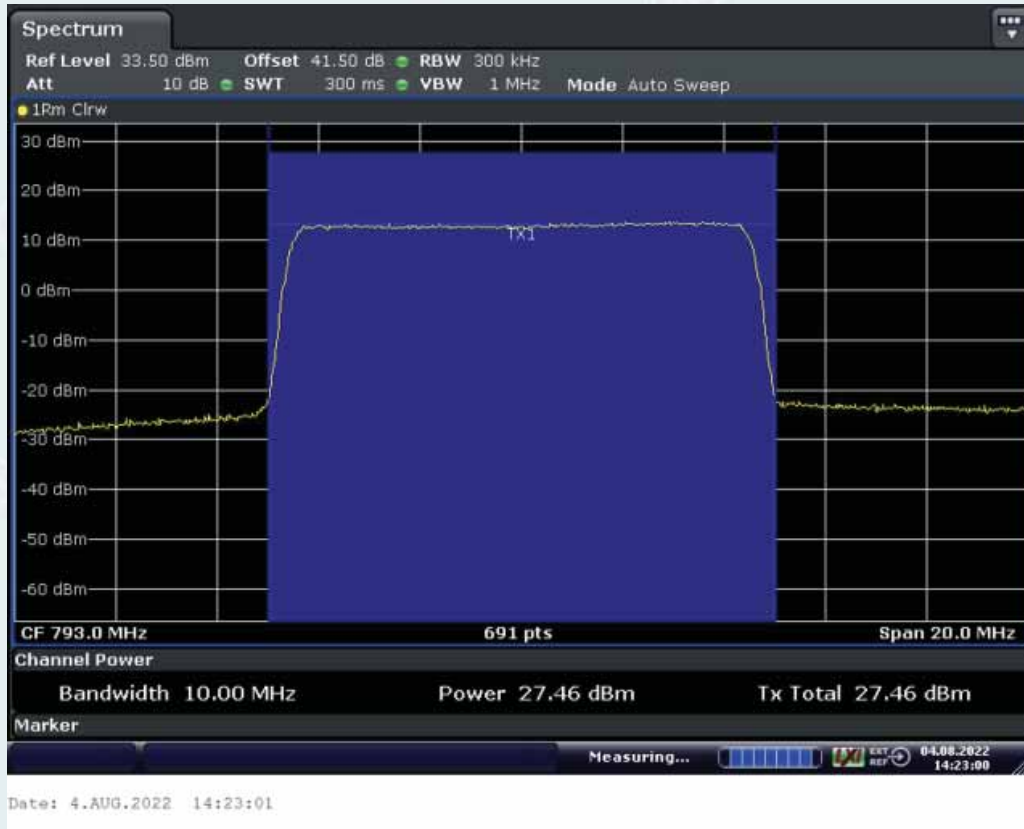 Spectrum
Ref Level 33.50 dBm Offset 41.50 dB RBW 300 kHz
Att 10 dB SWT 300 ms VBW 1 MHz Mode Auto Sweep
1Rm Clrw
30 dBm
20 dBm
TX1
10 dBm
0 dBm
-10 dBm
-20 dBm
-30 dBm
-40 dBm
-50 dBm
-60 dBm
CF 793.0 MHz 691 pts Span 20.0 MHz
Channel Power
Bandwidth 10.00 MHz Power 27.46 dBm Tx Total 27.46 dBm
Marker
Measuring... LXI EXT REF 04.08.2022
14:23:00
Date: 4.AUG.2022 14:23:01